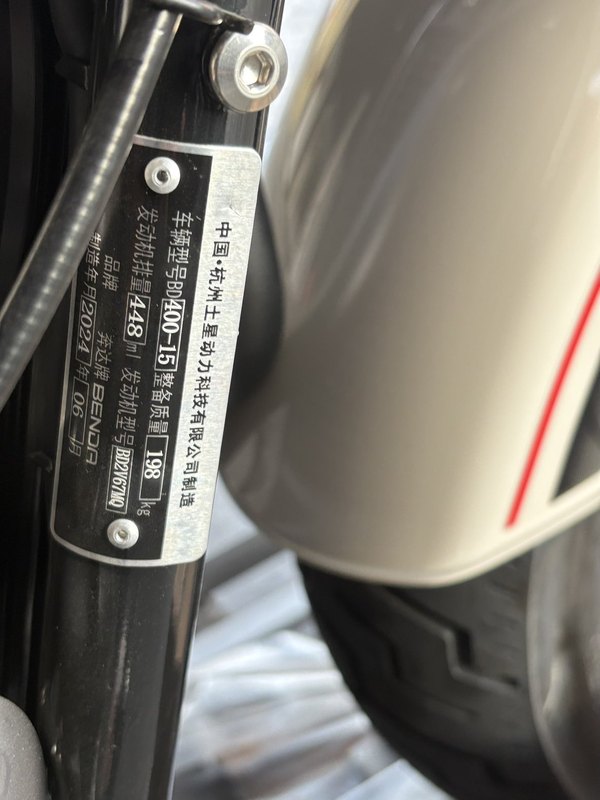 中国·杭州土星动力科技有限公司制造
车辆型号BD400-15整备质量198kg
发动机排量448ml 发动机型号BD2V67MQ
品牌 奔达牌BENDA
制造年月2024年06月